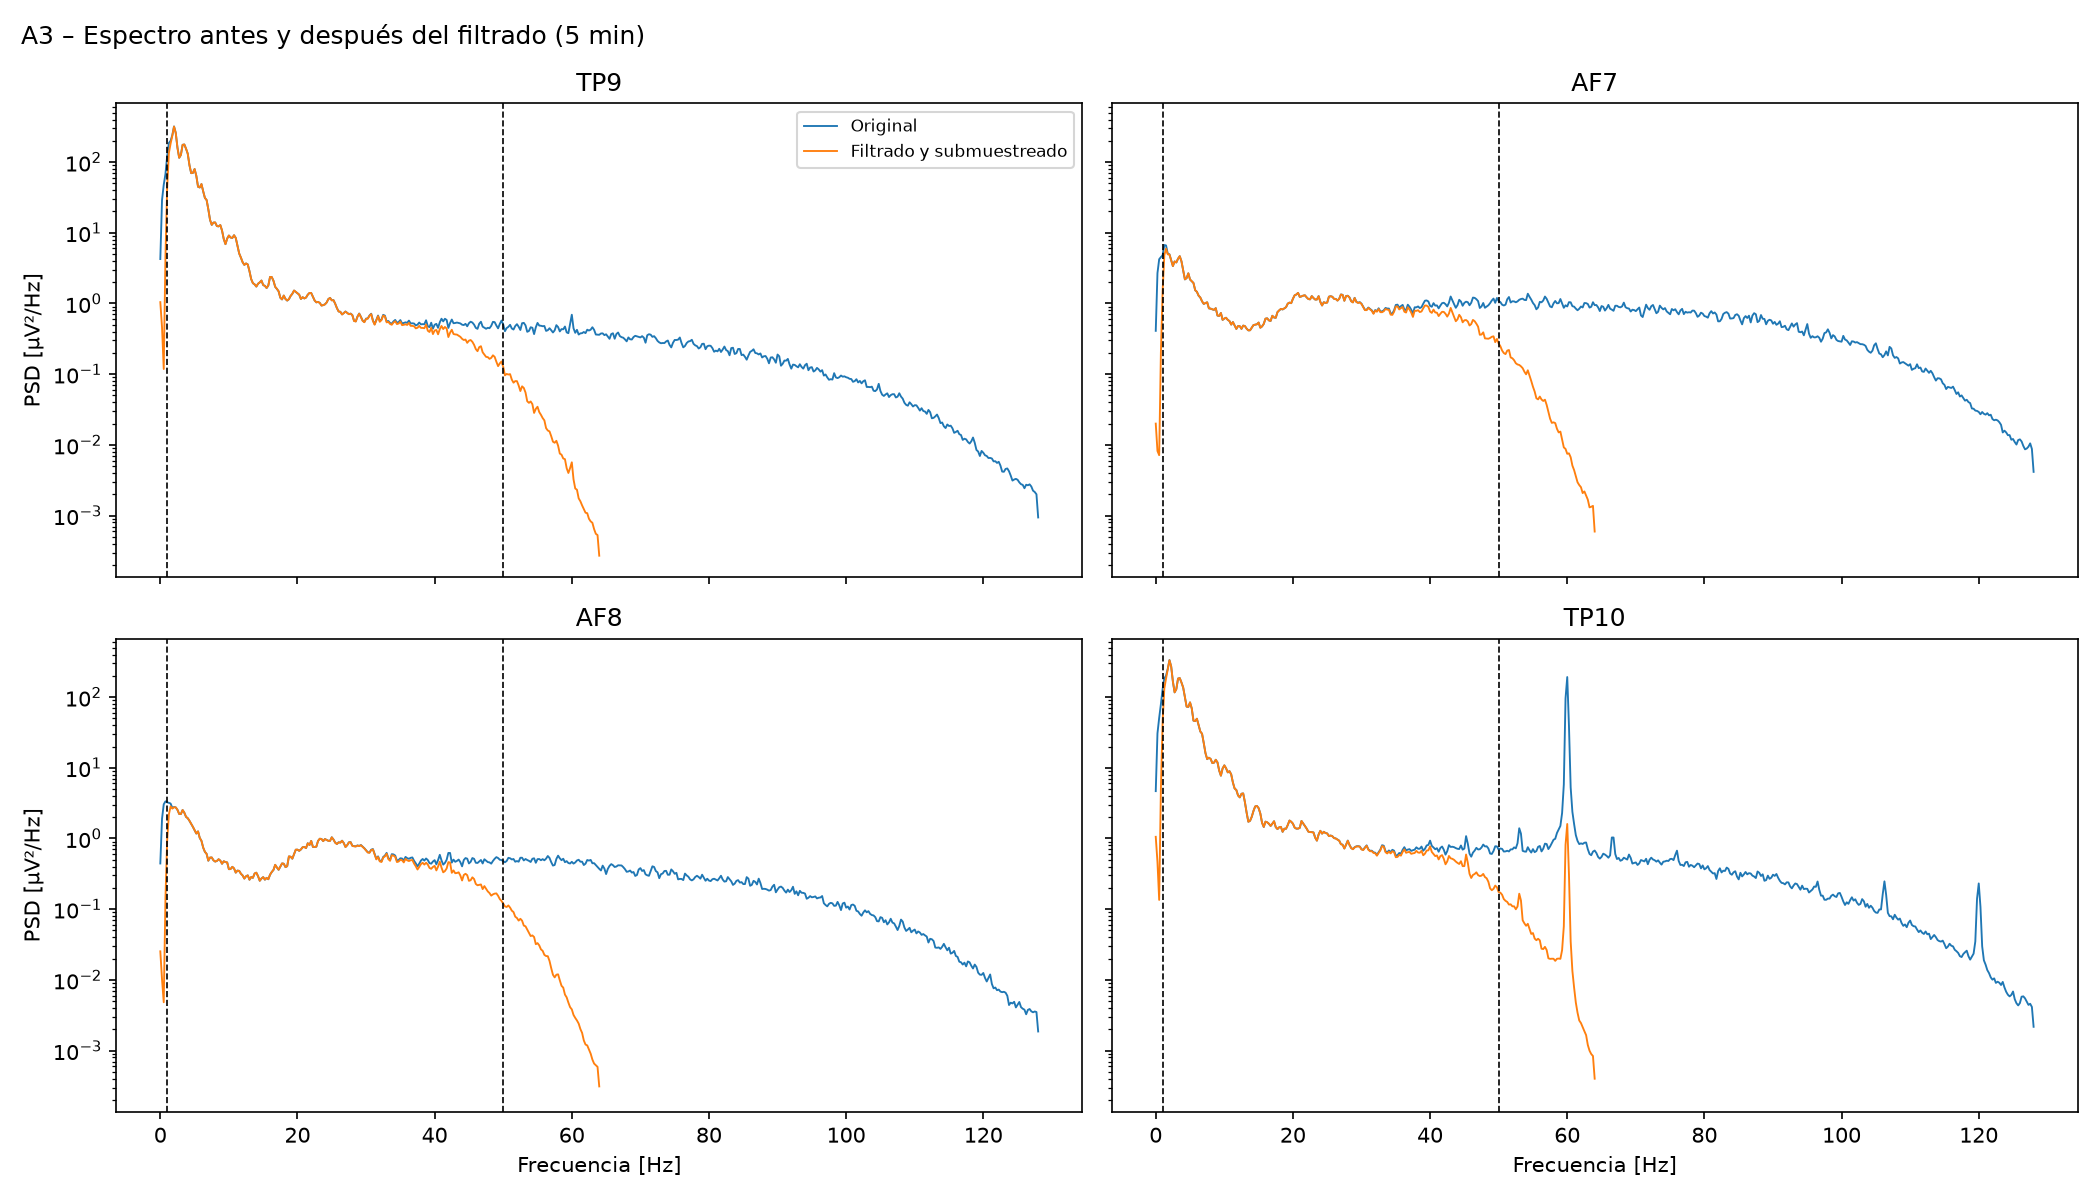 A3 – Espectro antes y después del filtrado (5 min)
TP9
AF7
Original
Filtrado y submuestreado
10²
10¹
10⁰
10⁻¹
10⁻²
10⁻³
PSD [µV²/Hz]
AF8
TP10
10²
10¹
10⁰
10⁻¹
10⁻²
10⁻³
PSD [µV²/Hz]
0 20 40 60 80 100 120
0 20 40 60 80 100 120
Frecuencia [Hz]
Frecuencia [Hz]